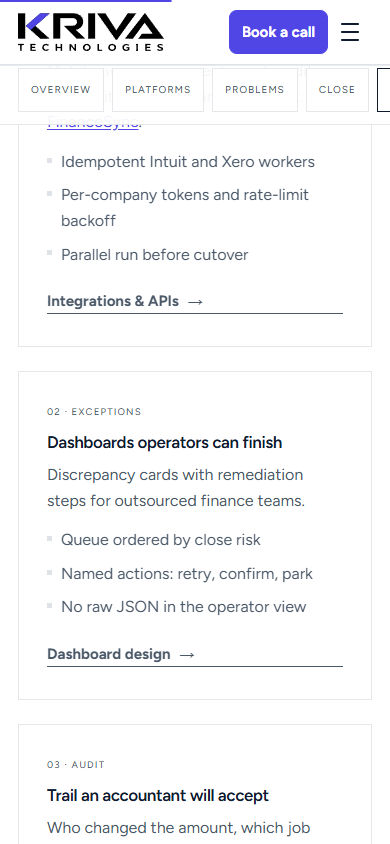 KRIVA
TECHNOLOGIES
Book a call
OVERVIEW
PLATFORMS
PROBLEMS
CLOSE
FinanceSync.
Idempotent Intuit and Xero workers
Per-company tokens and rate-limit
backoff
Parallel run before cutover
Integrations & APIs →
02 · EXCEPTIONS
Dashboards operators can finish
Discrepancy cards with remediation
steps for outsourced finance teams.
Queue ordered by close risk
Named actions: retry, confirm, park
No raw JSON in the operator view
Dashboard design →
03 · AUDIT
Trail an accountant will accept
Who changed the amount, which job